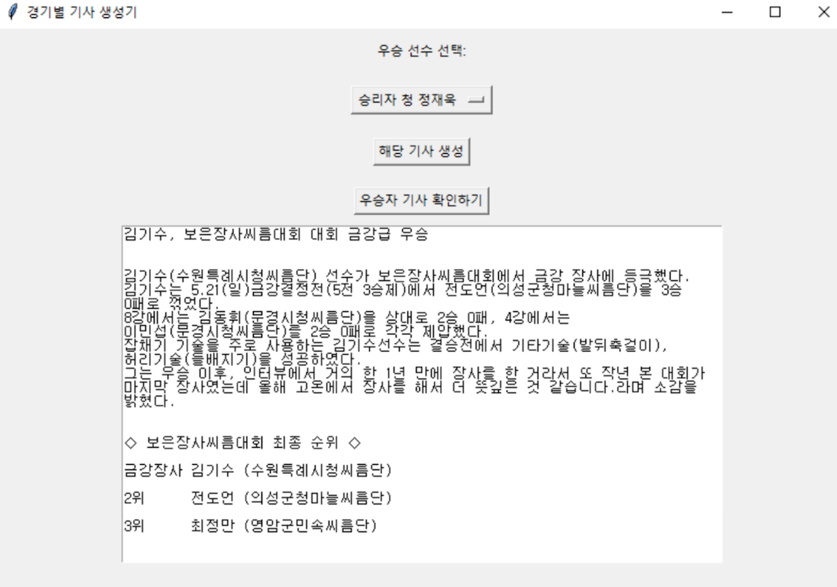 경기별 기사 생성기
우승 선수 선택:
승리자 청 정재욱
해당 기사 생성
우승자 기사 확인하기
김기수, 보은장사씨름대회 대회 금강급 우승
김기수(수원특례시청씨름단) 선수가 보은장사씨름대회에서 금강 장사에 등극했다.
김기수는 5.21(일)금강결정전(5전 3승제)에서 전도언(의성군청마늘씨름단)을 3승
0패로 꺾었다.
8강에서는 김동휘(문경시청씨름단)을 상대로 2승 0패, 4강에서는
이민섭(문경시청씨름단)를 2승 0패로 각각 제압했다.
잡채기 기술을 주로 사용하는 김기수선수는 결승전에서 기타기술(발뒤축걸이),
허리기술(들배지기)을 성공하였다.
그는 우승 이후, 인터뷰에서 거의 한 1년 만에 장사를 한 거라서 또 작년 본 대회가
마지막 장사였는데 올해 고온에서 장사를 해서 더 뜻깊은 것 같습니다.라며 소감을
밝혔다.
◇ 보은장사씨름대회 최종 순위 ◇
금강장사 김기수 (수원특례시청씨름단)
2위 전도언 (의성군청마늘씨름단)
3위 최정만 (영암군민속씨름단)